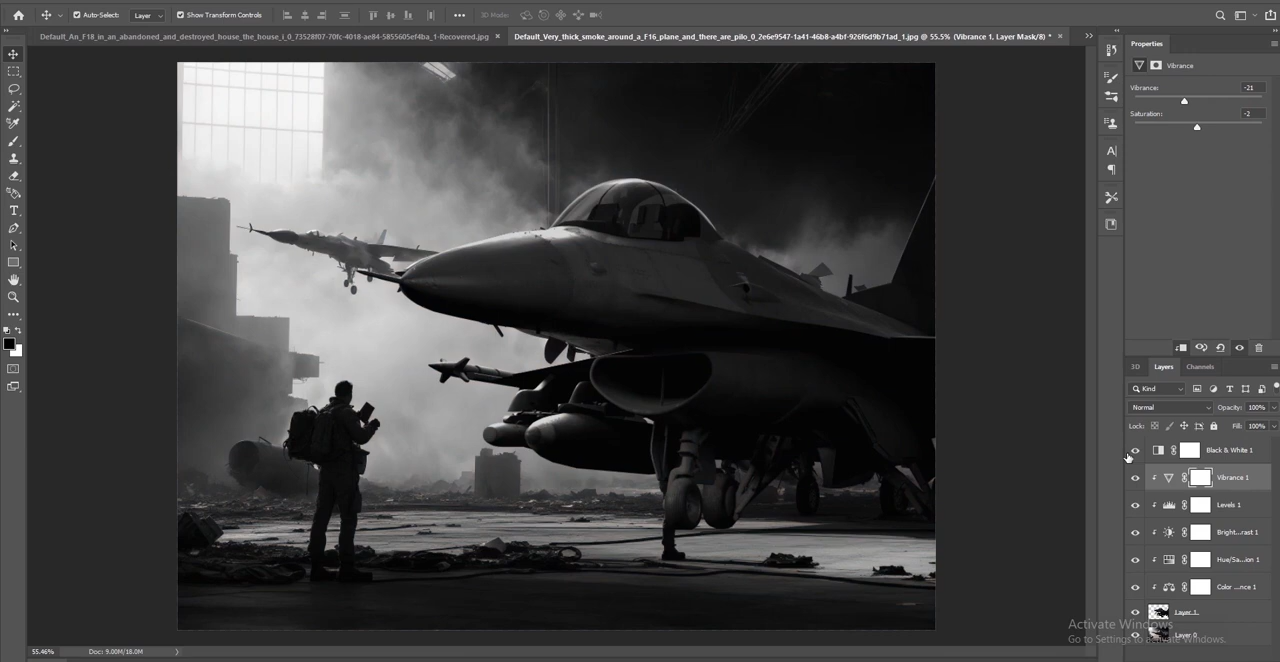 Auto-Select: Layer Show Transform Controls 3D Mode:
Default_An_F18_in_an_abandoned_and_destroyed_house_the_house_i_0_73528f07-70fc-4018-ae84-5855605ef4ba_1-Recovered.jpg
Default_Very_thick_smoke_around_a_F16_plane_and_there_are_pilo_0_2e6e9547-1a41-46b8-a4bf-926f6d9b71ad_1.jpg @ 55.5% (Vibrance 1, Layer Mask/8) *
Properties
Vibrance
Vibrance: -21
Saturation: -2
3D Layers Channels
Kind
Normal Opacity: 100%
Lock: Fill: 100%
Black & White 1
Vibrance 1
Levels 1
Bright...rast 1
Hue/Sa...ion 1
Color ...nce 1
Layer 1
Layer 0
Activate Windows
Go to Settings to activate Windows.
55.46% Doc: 9.00M/18.0M